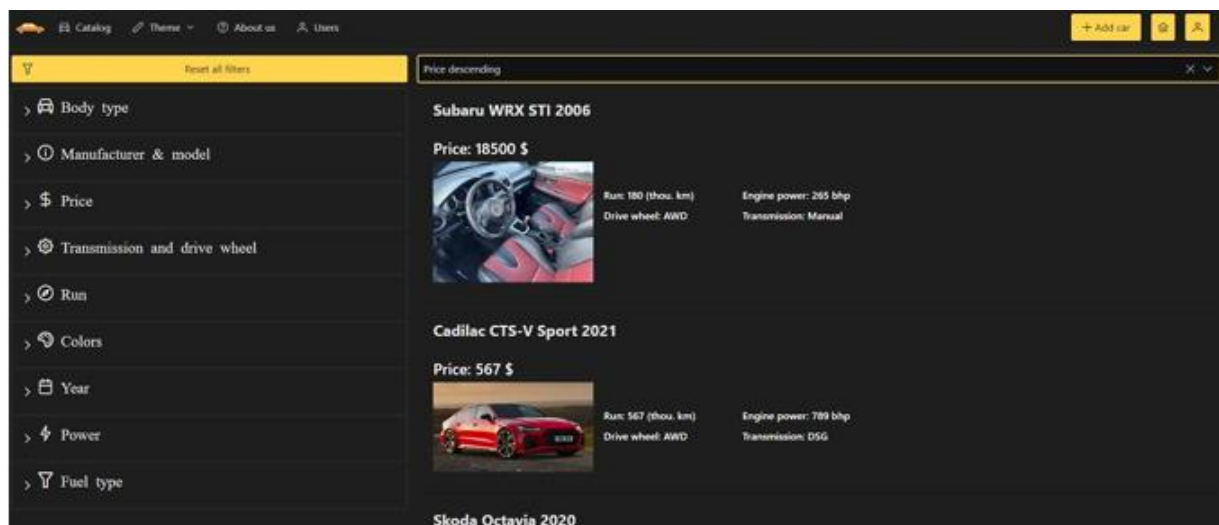 Catalog Theme About us Users + Add car
Reset all filters
Price descending
Body type
Manufacturer & model
$ Price
Transmission and drive wheel
Run
Colors
Year
Power
Fuel type
Subaru WRX STI 2006
Price: 18500 $
Run: 180 (thou. km) Engine power: 265 bhp
Drive wheel: AWD Transmission: Manual
Cadilac CTS-V Sport 2021
Price: 567 $
Run: 567 (thou. km) Engine power: 789 bhp
Drive wheel: AWD Transmission: DSG
Skoda Octavia 2020